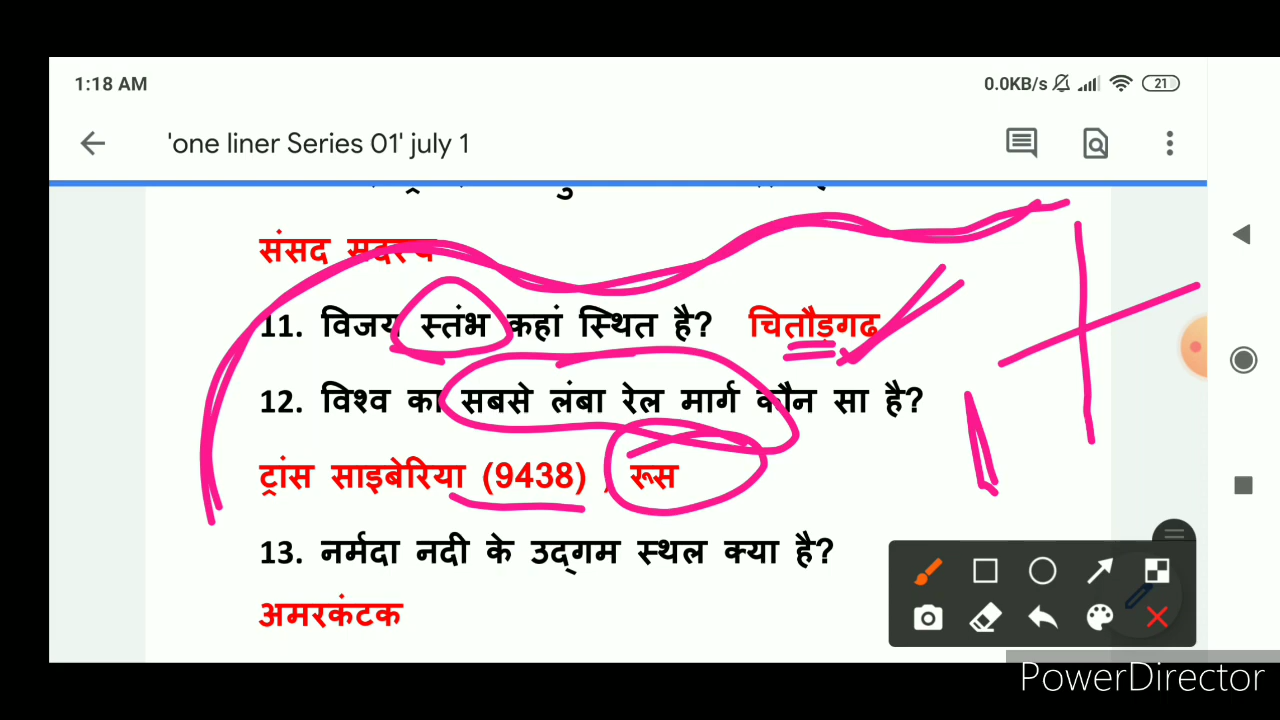 1:18 AM
0.0KB/s
21
'one liner Series 01' july 1
संसद सदस्य
11. विजय स्तंभ कहां स्थित है? चितौड़गढ
12. विश्व का सबसे लंबा रेल मार्ग कौन सा है?
ट्रांस साइबेरिया (9438) , रूस
13. नर्मदा नदी के उद्गम स्थल क्या है?
अमरकंटक
PowerDirector